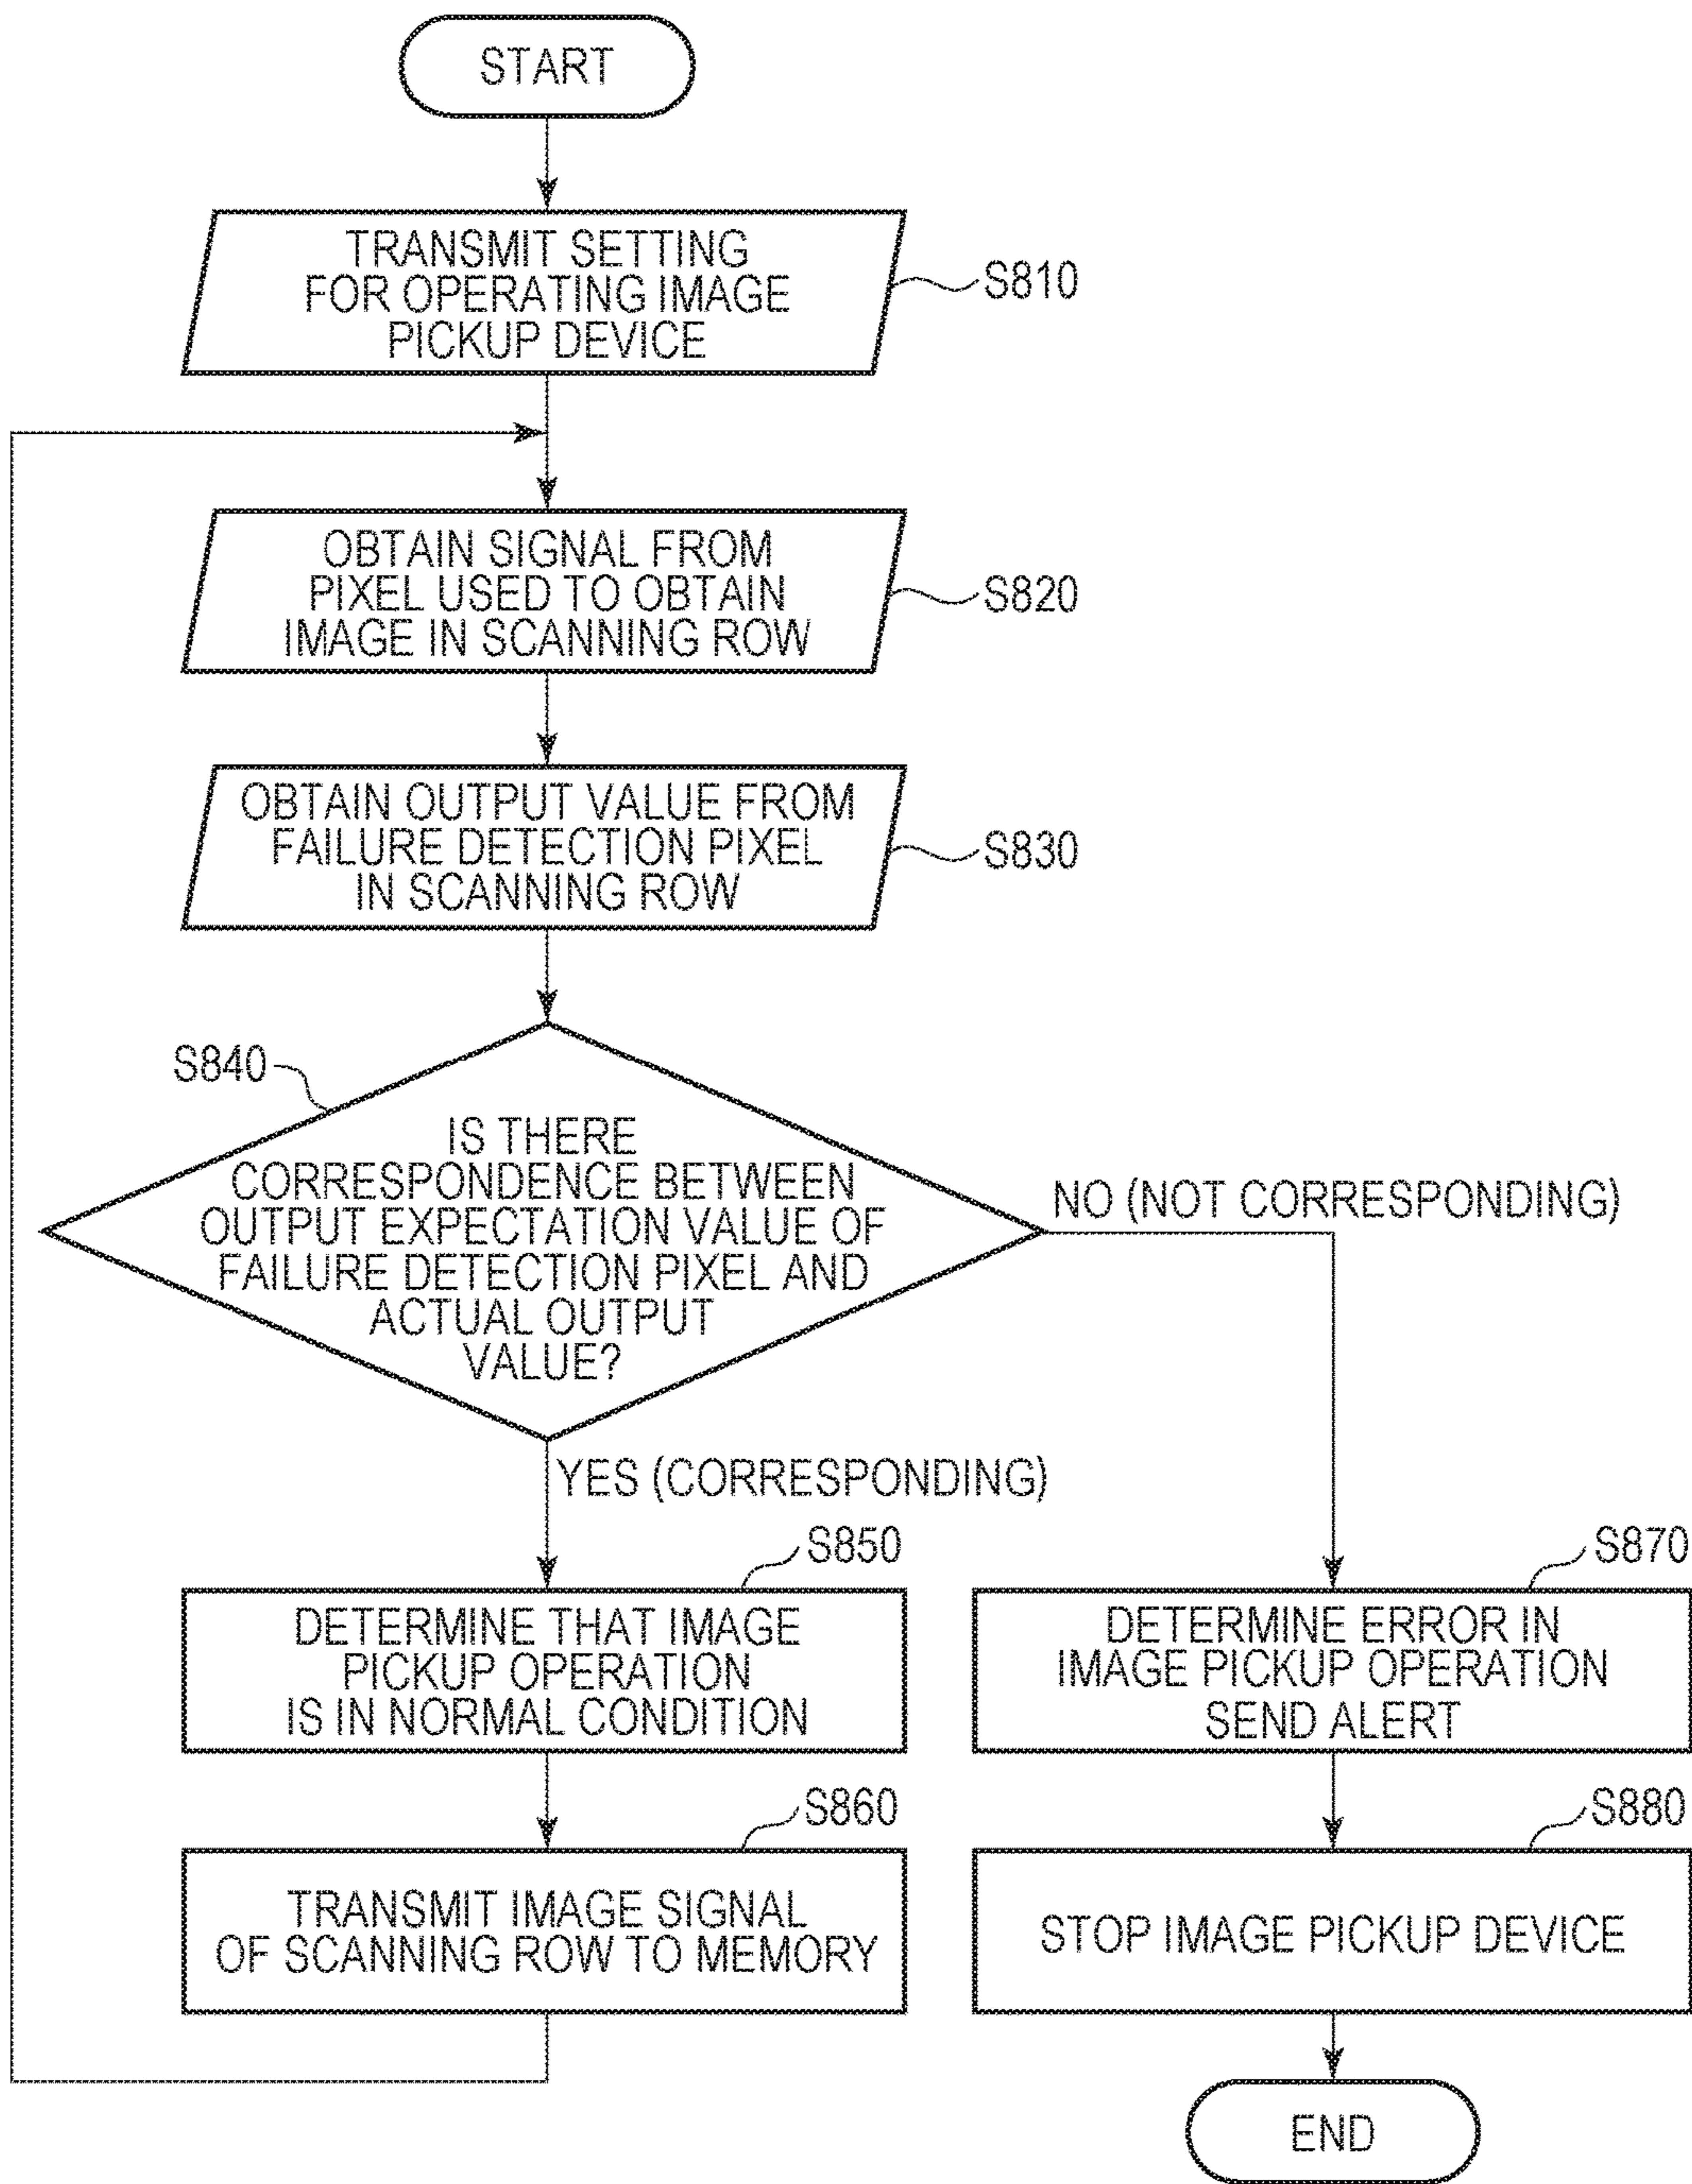 START
TRANSMIT SETTING
FOR OPERATING IMAGE
PICKUP DEVICE
S810
OBTAIN SIGNAL FROM
PIXEL USED TO OBTAIN
IMAGE IN SCANNING ROW
S820
OBTAIN OUTPUT VALUE FROM
FAILURE DETECTION PIXEL
IN SCANNING ROW
S830
S840
IS THERE
CORRESPONDENCE BETWEEN
OUTPUT EXPECTATION VALUE OF
FAILURE DETECTION PIXEL AND
ACTUAL OUTPUT
VALUE?
NO (NOT CORRESPONDING)
YES (CORRESPONDING)
S850
DETERMINE THAT IMAGE
PICKUP OPERATION
IS IN NORMAL CONDITION
S870
DETERMINE ERROR IN
IMAGE PICKUP OPERATION
SEND ALERT
S860
TRANSMIT IMAGE SIGNAL
OF SCANNING ROW TO MEMORY
S880
STOP IMAGE PICKUP DEVICE
END